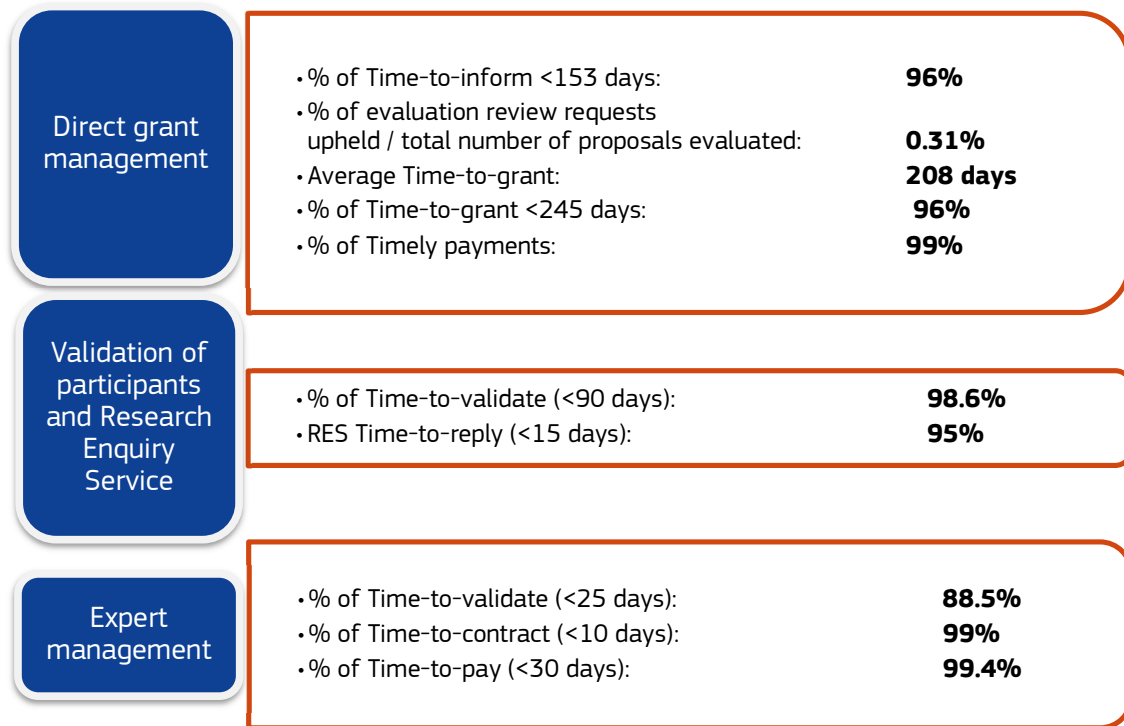 Direct grant
management
• % of Time-to-inform <153 days: 96%
• % of evaluation review requests
upheld / total number of proposals evaluated: 0.31%
• Average Time-to-grant: 208 days
• % of Time-to-grant <245 days: 96%
• % of Timely payments: 99%
Validation of
participants
and Research
Enquiry
Service
• % of Time-to-validate (<90 days): 98.6%
• RES Time-to-reply (<15 days): 95%
Expert
management
• % of Time-to-validate (<25 days): 88.5%
• % of Time-to-contract (<10 days): 99%
• % of Time-to-pay (<30 days): 99.4%